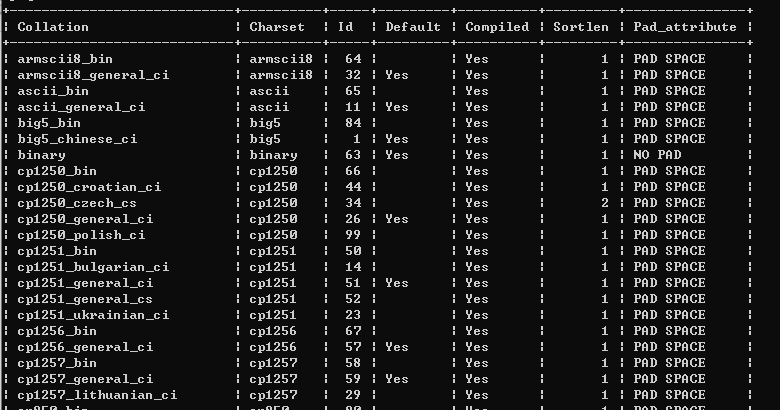 Collation | Charset | Id | Default | Compiled | Sortlen | Pad_attribute
armscii8_bin | armscii8 | 64 | | Yes | 1 | PAD SPACE
armscii8_general_ci | armscii8 | 32 | Yes | Yes | 1 | PAD SPACE
ascii_bin | ascii | 65 | | Yes | 1 | PAD SPACE
ascii_general_ci | ascii | 11 | Yes | Yes | 1 | PAD SPACE
big5_bin | big5 | 84 | | Yes | 1 | PAD SPACE
big5_chinese_ci | big5 | 1 | Yes | Yes | 1 | PAD SPACE
binary | binary | 63 | Yes | Yes | 1 | NO PAD
cp1250_bin | cp1250 | 66 | | Yes | 1 | PAD SPACE
cp1250_croatian_ci | cp1250 | 44 | | Yes | 1 | PAD SPACE
cp1250_czech_cs | cp1250 | 34 | | Yes | 2 | PAD SPACE
cp1250_general_ci | cp1250 | 26 | Yes | Yes | 1 | PAD SPACE
cp1250_polish_ci | cp1250 | 99 | | Yes | 1 | PAD SPACE
cp1251_bin | cp1251 | 50 | | Yes | 1 | PAD SPACE
cp1251_bulgarian_ci | cp1251 | 14 | | Yes | 1 | PAD SPACE
cp1251_general_ci | cp1251 | 51 | Yes | Yes | 1 | PAD SPACE
cp1251_general_cs | cp1251 | 52 | | Yes | 1 | PAD SPACE
cp1251_ukrainian_ci | cp1251 | 23 | | Yes | 1 | PAD SPACE
cp1256_bin | cp1256 | 67 | | Yes | 1 | PAD SPACE
cp1256_general_ci | cp1256 | 57 | Yes | Yes | 1 | PAD SPACE
cp1257_bin | cp1257 | 58 | | Yes | 1 | PAD SPACE
cp1257_general_ci | cp1257 | 59 | Yes | Yes | 1 | PAD SPACE
cp1257_lithuanian_ci | cp1257 | 29 | | Yes | 1 | PAD SPACE